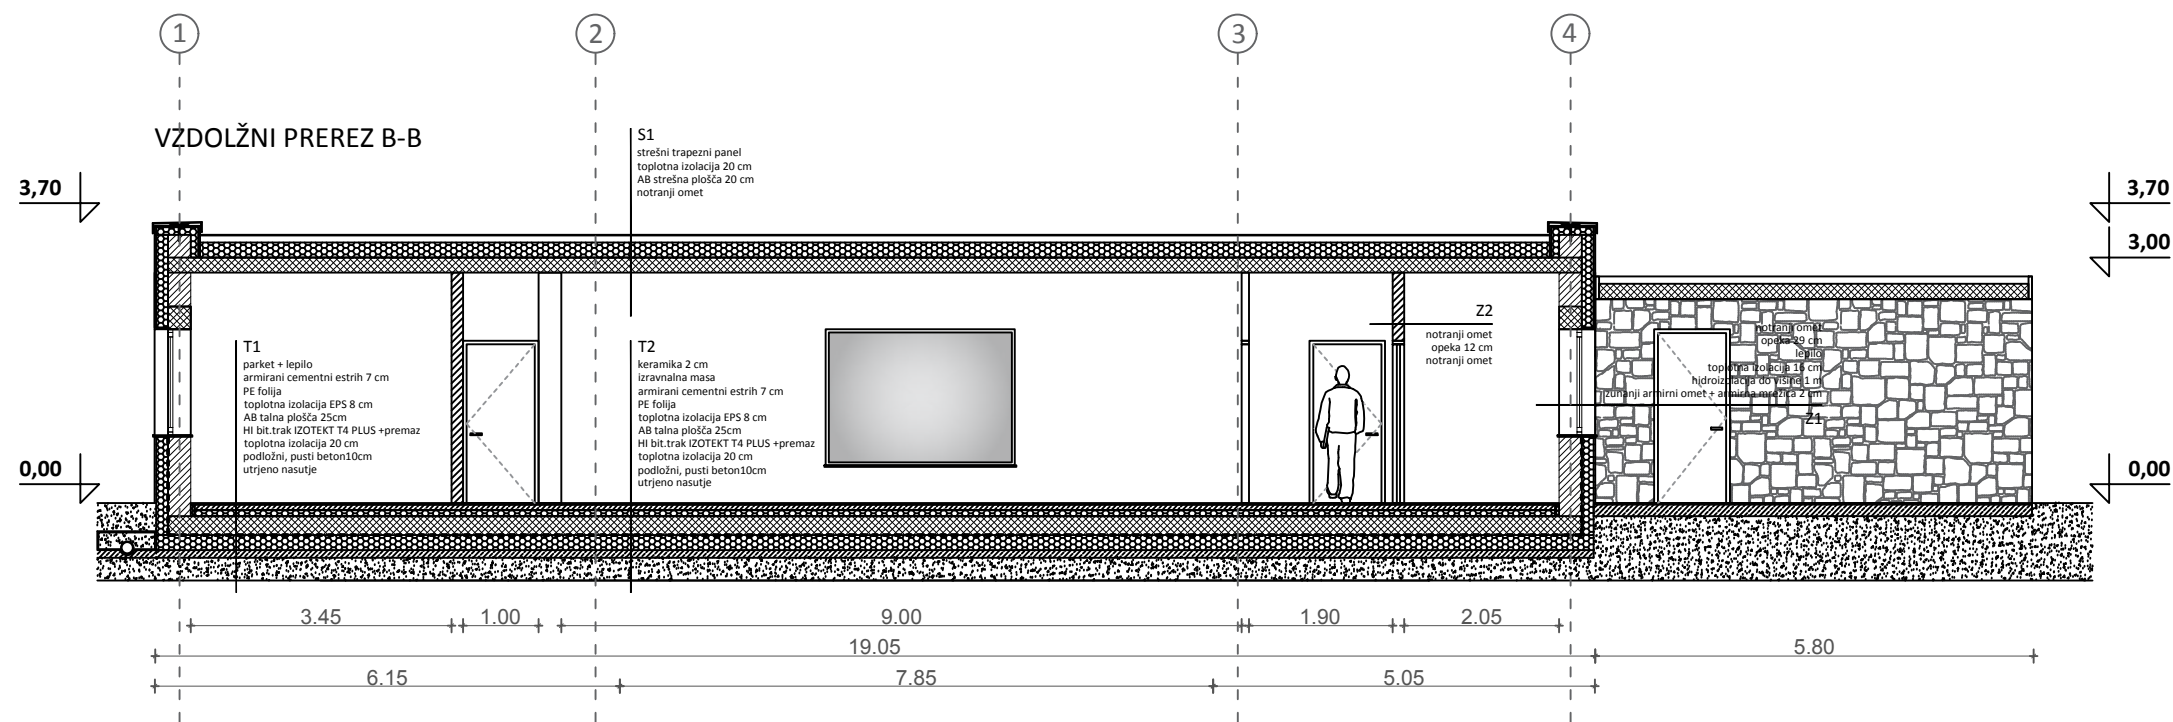 1
2
3
4
VZDOLŽNI PREREZ B-B
S1
strešni trapezni panel
toplotna izolacija 20 cm
AB strešna plošča 20 cm
notranji omet
3,70
3,70
3,00
Z2
notranji omet
opeka 12 cm
notranji omet
notranji omet
opeka 29 cm
lepilo
toplotna izolacija 16 cm
hidroizolacija do višine 1 m
zunanji armirni omet + armirna mrežica 2 cm
Z1
T1
parket + lepilo
armirani cementni estrih 7 cm
PE folija
toplotna izolacija EPS 8 cm
AB talna plošča 25cm
HI bit.trak IZOTEKT T4 PLUS +premaz
toplotna izolacija 20 cm
podložni, pusti beton10cm
utrjeno nasutje
T2
keramika 2 cm
izravnalna masa
armirani cementni estrih 7 cm
PE folija
toplotna izolacija EPS 8 cm
AB talna plošča 25cm
HI bit.trak IZOTEKT T4 PLUS +premaz
toplotna izolacija 20 cm
podložni, pusti beton10cm
utrjeno nasutje
0,00
0,00
3.45
1.00
9.00
1.90
2.05
19.05
5.80
6.15
7.85
5.05